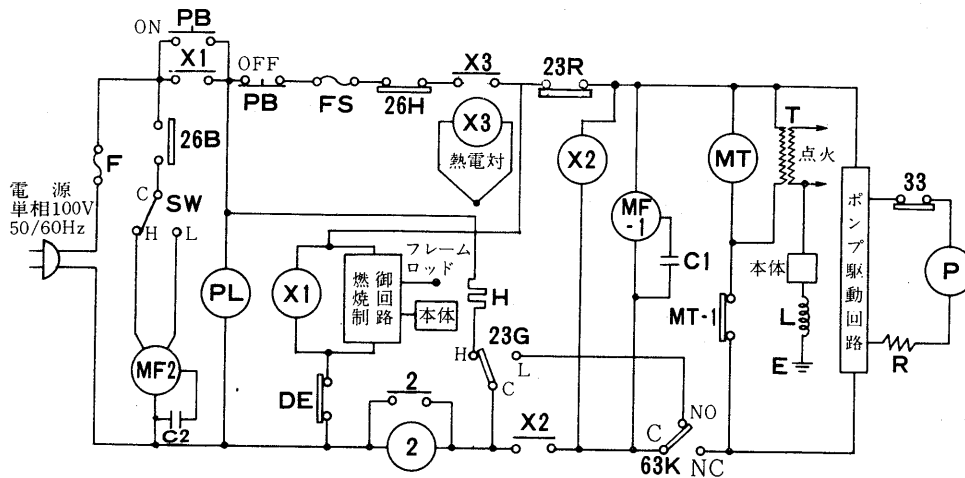 ON
PB
X1
OFF
PB
FS
26H
X3
23R
X3
熱電対
26B
F
C
SW
H
L
電源
単相100V
50/60Hz
PL
X1
燃焼制
御回路
フレーム
ロッド
本体
H
23G
H
L
C
X2
MF
-1
C1
MT
T
点火
本体
L
E
MT-1
ポンプ駆動回路
33
P
R
MF2
C2
DE
2
2
X2
C
NO
63K
NC